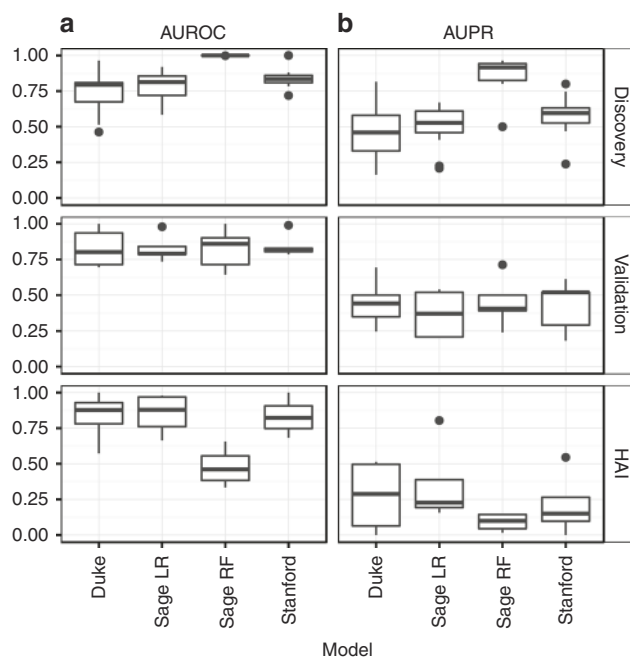 a
b
AUROC
AUPR
1.00
0.75
0.50
0.25
0.00
Discovery
1.00
0.75
0.50
0.25
0.00
Validation
1.00
0.75
0.50
0.25
0.00
HAI
Duke
Sage LR
Sage RF
Stanford
Duke
Sage LR
Sage RF
Stanford
Model